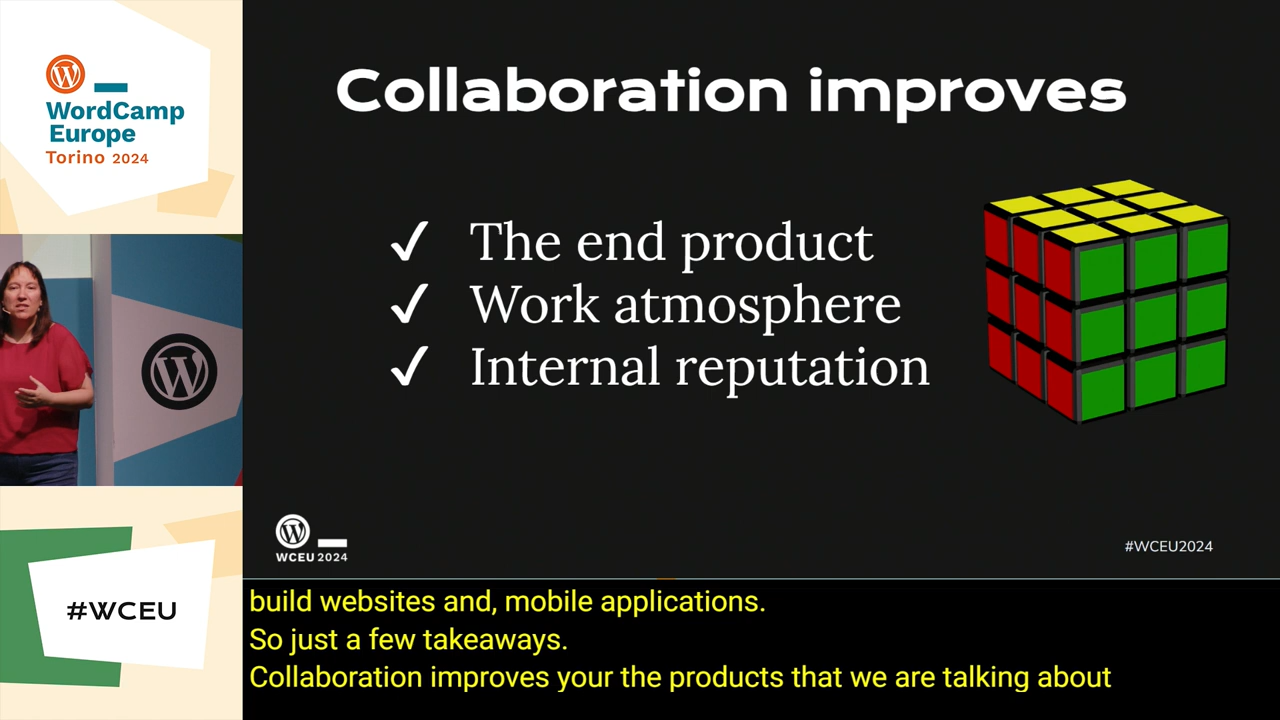 WordCamp
Europe
Torino 2024
Collaboration improves
✓ The end product
✓ Work atmosphere
✓ Internal reputation
WCEU 2024
#WCEU2024
#WCEU
build websites and, mobile applications.
So just a few takeaways.
Collaboration improves your the products that we are talking about